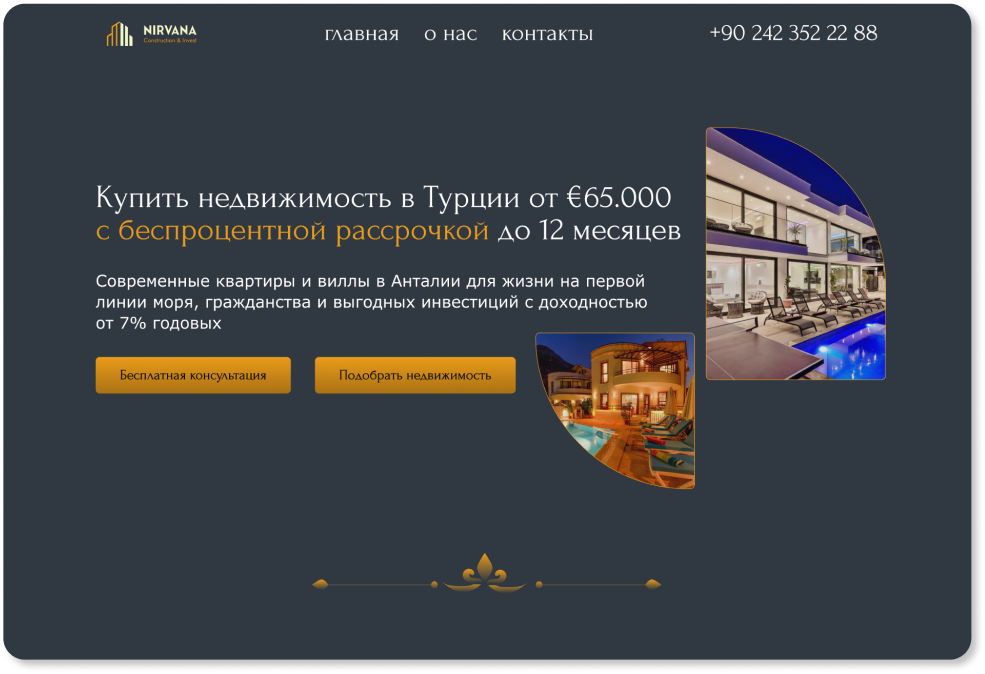 NIRVANA
Construction & Invest
главная о нас контакты
+90 242 352 22 88
Купить недвижимость в Турции от €65.000
с беспроцентной рассрочкой до 12 месяцев
Современные квартиры и виллы в Анталии для жизни на первой
линии моря, гражданства и выгодных инвестиций с доходностью
от 7% годовых
Бесплатная консультация
Подобрать недвижимость